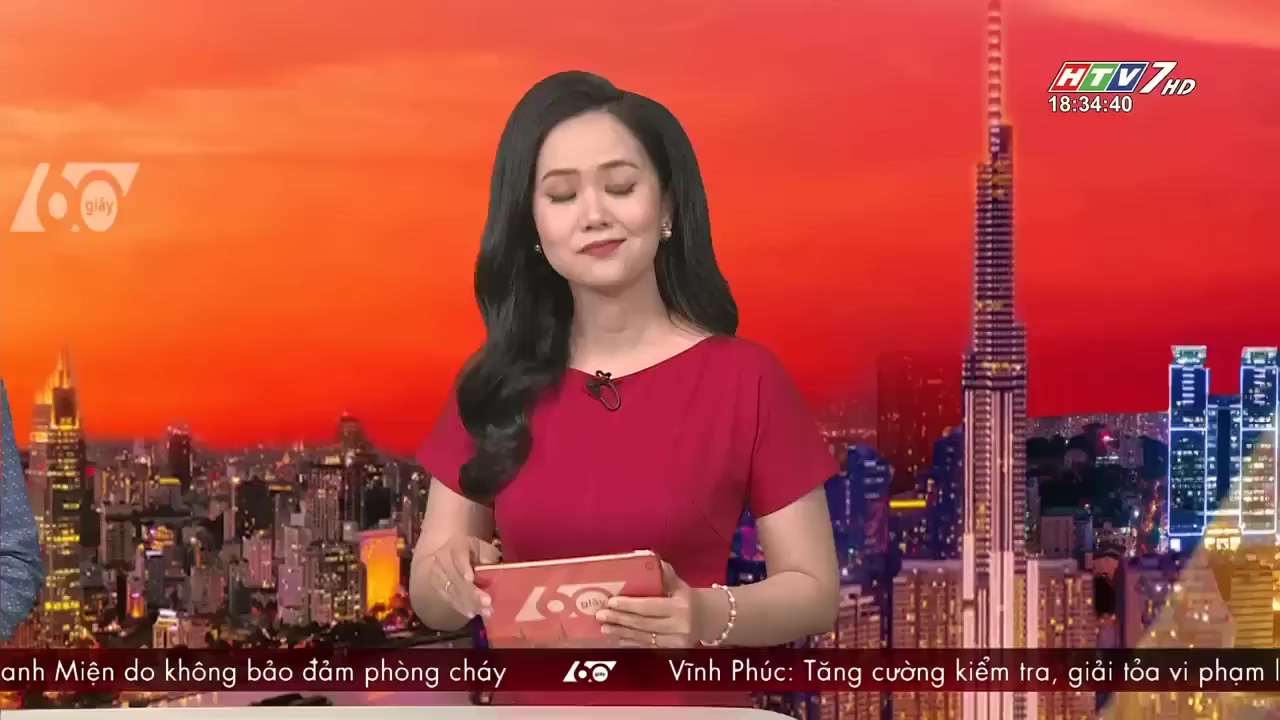 HTV7 HD
18:34:40
60 giây
60 giây
anh Miện do không bảo đảm phòng cháy 60 giây Vĩnh Phúc: Tăng cường kiểm tra, giải tỏa vi phạm